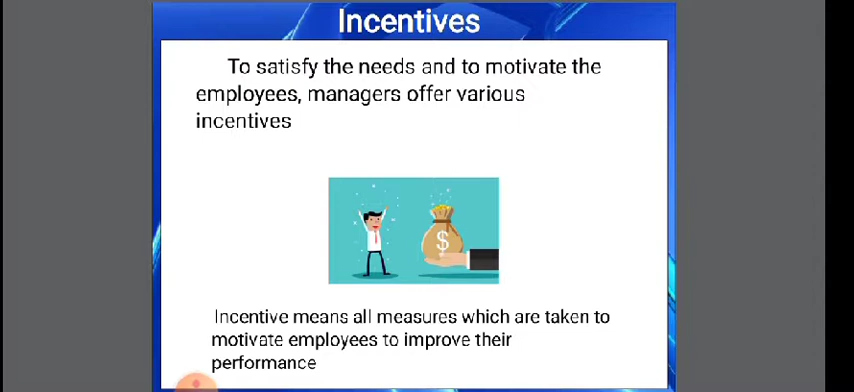 Incentives
To satisfy the needs and to motivate the
employees, managers offer various
incentives
$
Incentive means all measures which are taken to
motivate employees to improve their
performance